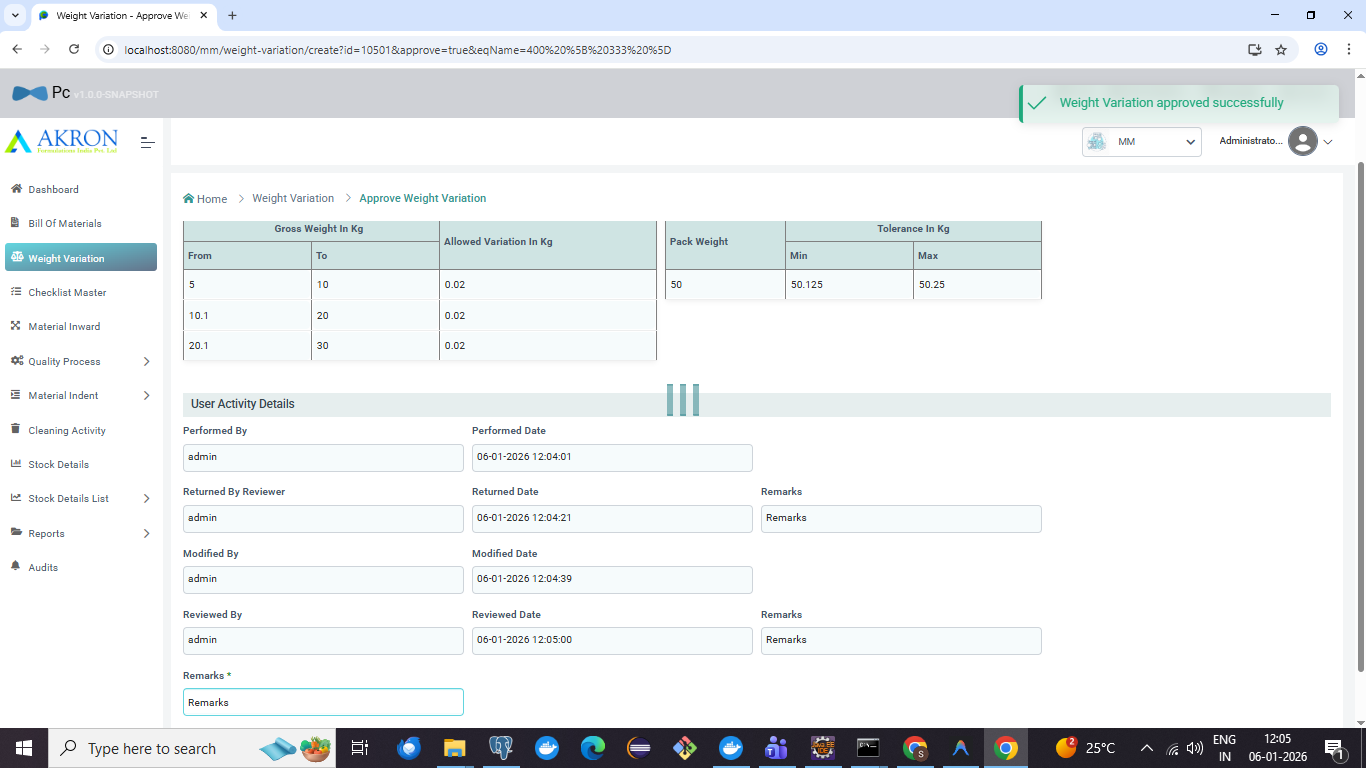 Weight Variation - Approve We
localhost:8080/mm/weight-variation/create?id=10501&approve=true&eqName=400%20%5B%20333%20%5D
Pc v1.0.0-SNAPSHOT
Weight Variation approved successfully
AKRON
Formulations India Pvt Ltd
MM
Administrato...
Dashboard
Bill Of Materials
Weight Variation
Checklist Master
Material Inward
Quality Process
Material Indent
Cleaning Activity
Stock Details
Stock Details List
Reports
Audits
Home > Weight Variation > Approve Weight Variation
Gross Weight In Kg Allowed Variation In Kg
From To
5 10 0.02
10.1 20 0.02
20.1 30 0.02
Pack Weight Tolerance In Kg
Min Max
50 50.125 50.25
User Activity Details
Performed By Performed Date
admin 06-01-2026 12:04:01
Returned By Reviewer Returned Date Remarks
admin 06-01-2026 12:04:21 Remarks
Modified By Modified Date
admin 06-01-2026 12:04:39
Reviewed By Reviewed Date Remarks
admin 06-01-2026 12:05:00 Remarks
Remarks *
Remarks
Type here to search
2
S
25°C
ENG
IN
12:05
06-01-2026
1